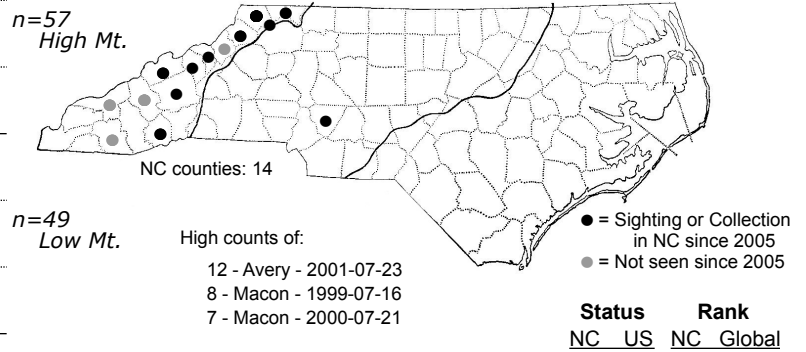 n=57
High Mt.
NC counties: 14
n=49
Low Mt.
High counts of:
12 - Avery - 2001-07-23
8 - Macon - 1999-07-16
7 - Macon - 2000-07-21
= Sighting or Collection
in NC since 2005
= Not seen since 2005
Status Rank
NC US NC Global